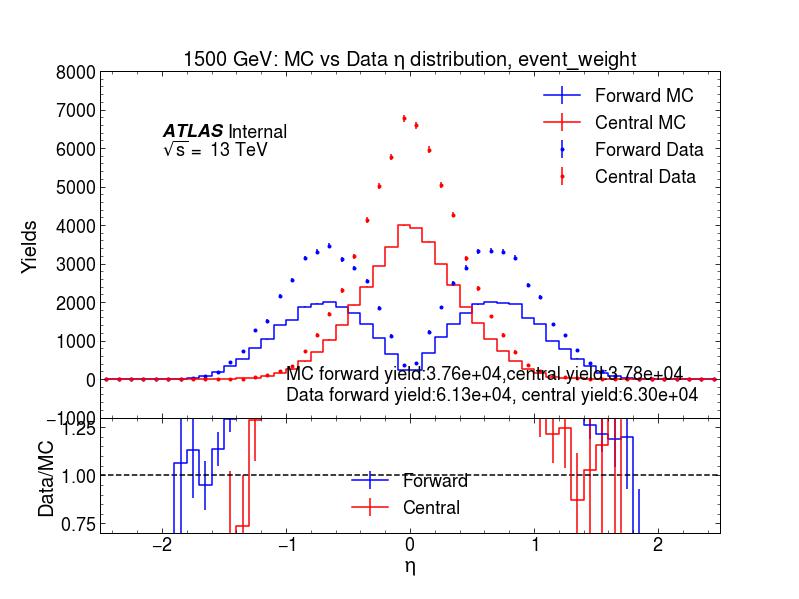 1500 GeV: MC vs Data η distribution, event_weight
8000
7000
6000
5000
4000
3000
2000
1000
0
−1000
Yields
ATLAS Internal
√s = 13 TeV
Forward MC
Central MC
Forward Data
Central Data
MC forward yield:3.76e+04,central yield:3.78e+04
Data forward yield:6.13e+04, central yield:6.30e+04
1.25
1.00
0.75
Data/MC
Forward
Central
−2 −1 0 1 2
η